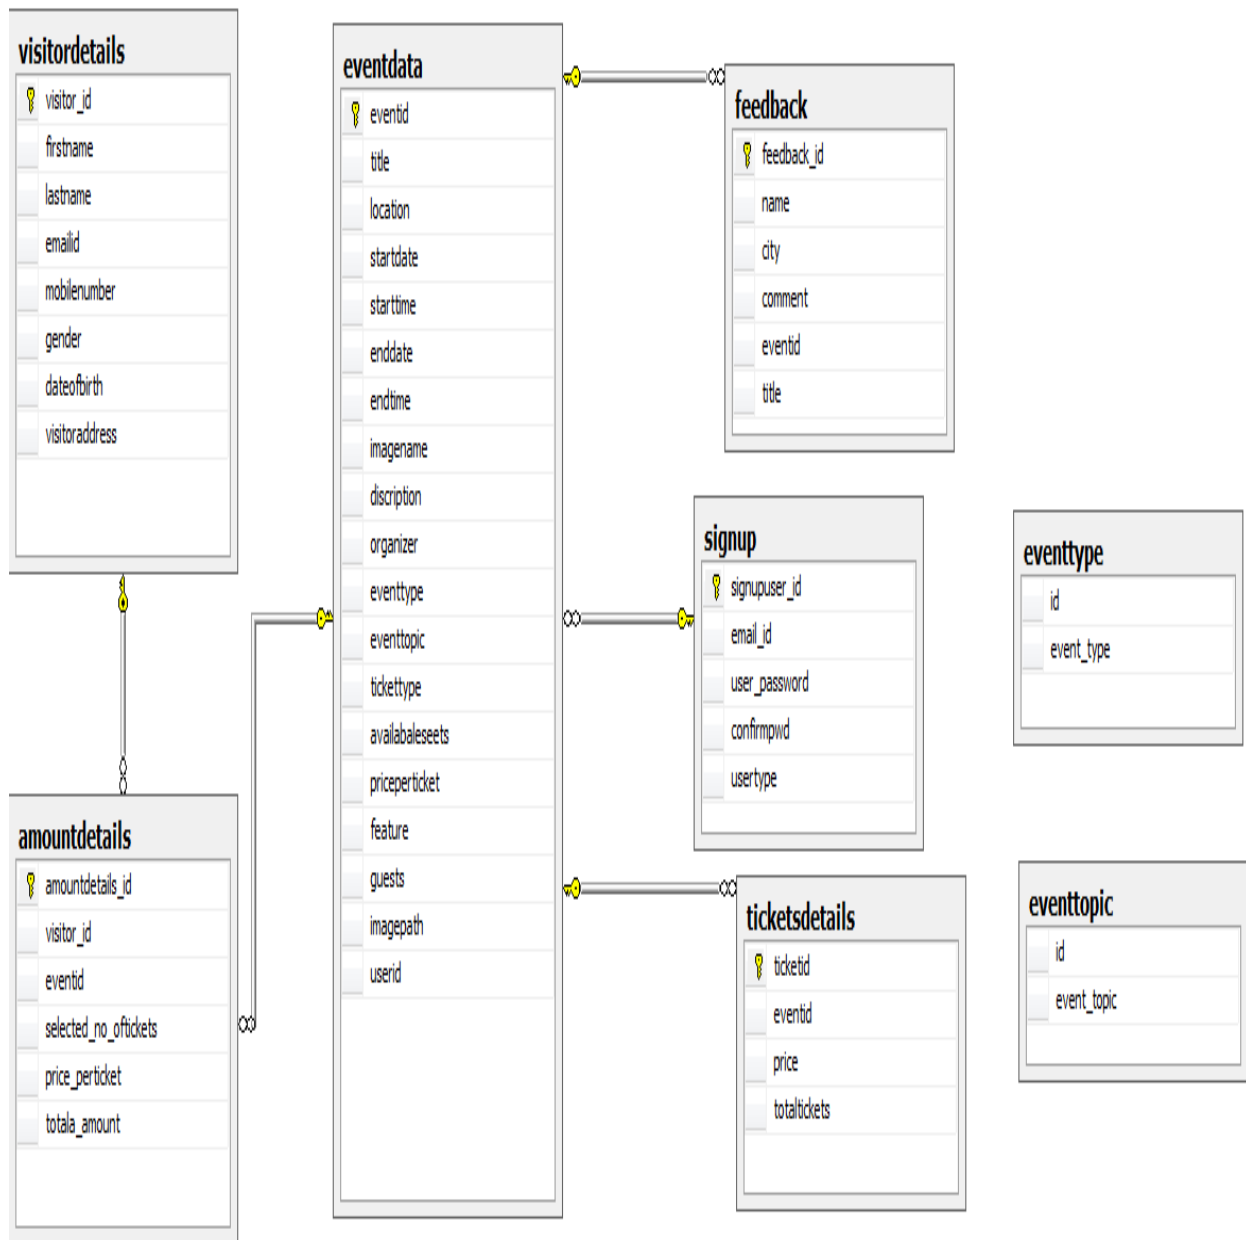 visitordetails
visitor_id
firstname
lastname
emailid
mobilenumber
gender
dateofbirth
visitoraddress
amountdetails
amountdetails_id
visitor_id
eventid
selected_no_oftickets
price_perticket
totala_amount
eventdata
eventid
title
location
startdate
starttime
enddate
endtime
imagename
discription
organizer
eventtype
eventtopic
tickettype
availabaleseets
priceperticket
feature
guests
imagepath
userid
feedback
feedback_id
name
city
comment
eventid
title
signup
signupuser_id
email_id
user_password
confirmpwd
usertype
ticketsdetails
ticketid
eventid
price
totaltickets
eventtype
id
event_type
eventtopic
id
event_topic